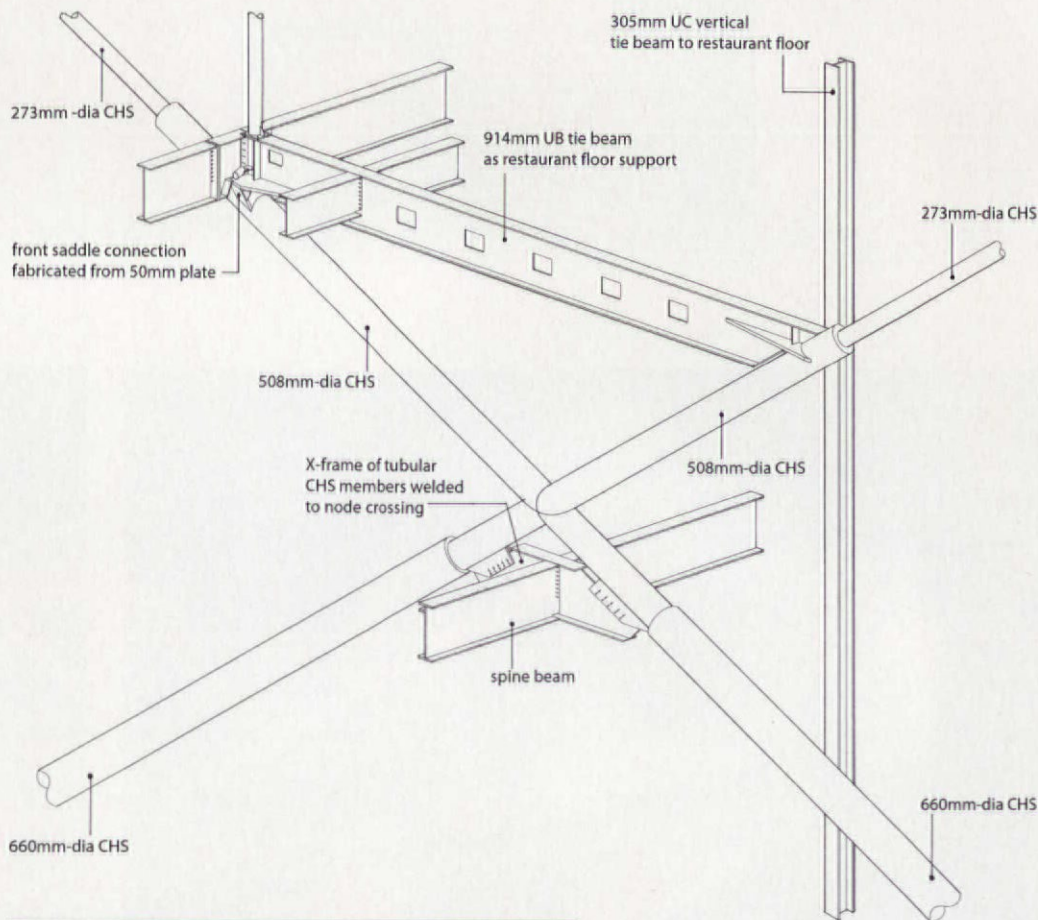 305mm UC vertical
tie beam to restaurant floor
273mm -dia CHS
914mm UB tie beam
as restaurant floor support
273mm-dia CHS
front saddle connection
fabricated from 50mm plate
508mm-dia CHS
X-frame of tubular
CHS members welded
to node crossing
508mm-dia CHS
spine beam
660mm-dia CHS
660mm-dia CHS